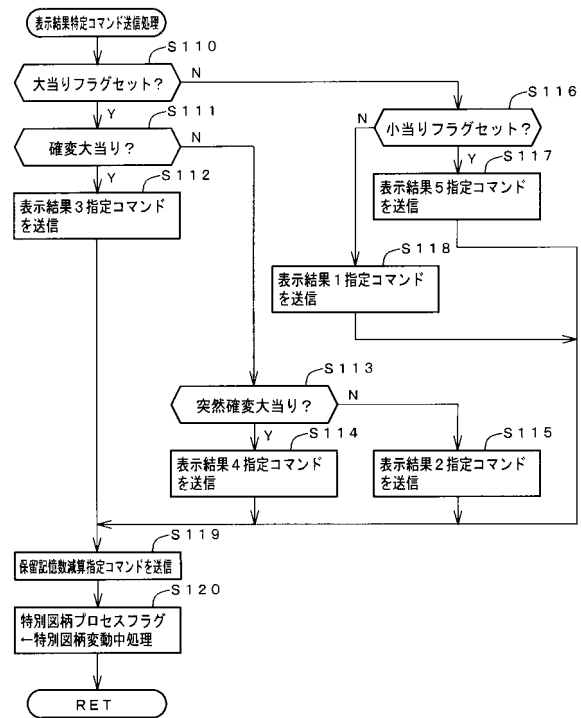 表示結果特定コマンド送信処理
S110
大当りフラグセット?
N
Y
S111
確変大当り?
N
Y
S112
表示結果3指定コマンド
を送信
S116
小当りフラグセット?
N
Y
S117
表示結果5指定コマンド
を送信
S118
表示結果1指定コマンド
を送信
S113
突然確変大当り?
N
Y
S114
表示結果4指定コマンド
を送信
S115
表示結果2指定コマンド
を送信
S119
保留記憶数減算指定コマンドを送信
S120
特別図柄プロセスフラグ
←特別図柄変動中処理
RET